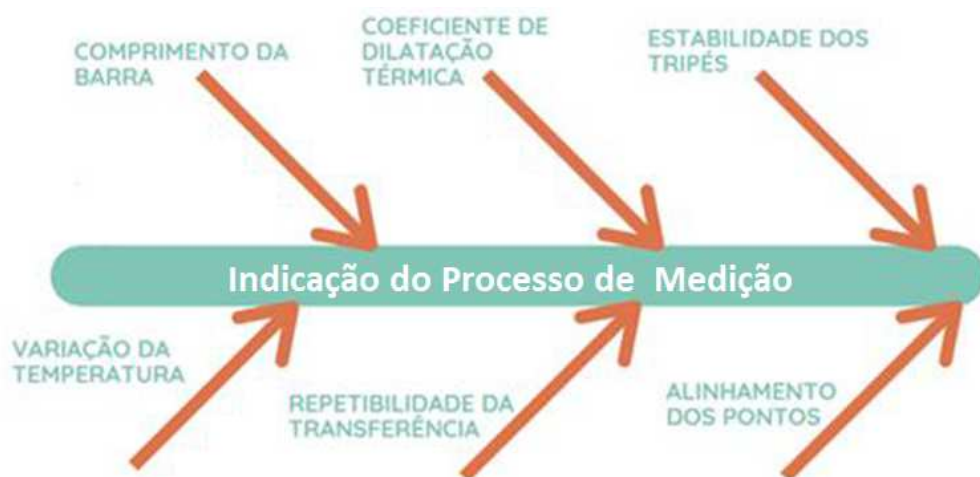 COMPRIMENTO DA
BARRA
COEFICIENTE DE
DILATAÇÃO
TÉRMICA
ESTABILIDADE DOS
TRIPÉS
Indicação do Processo de Medição
VARIAÇÃO DA
TEMPERATURA
REPETIBILIDADE DA
TRANSFERÊNCIA
ALINHAMENTO
DOS PONTOS